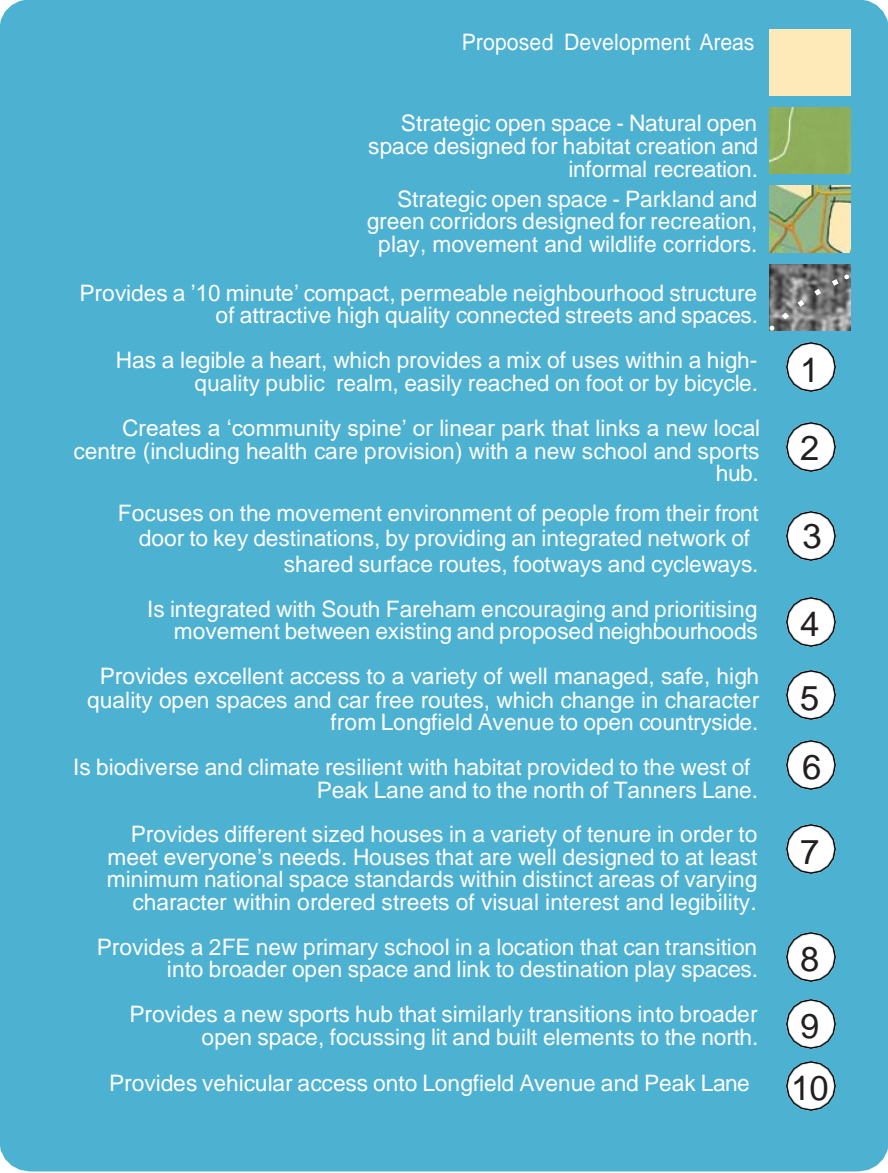 Proposed Development Areas
Strategic open space - Natural open
space designed for habitat creation and
informal recreation.
Strategic open space - Parkland and
green corridors designed for recreation,
play, movement and wildlife corridors.
Provides a ’10 minute’ compact, permeable neighbourhood structure
of attractive high quality connected streets and spaces.
Has a legible a heart, which provides a mix of uses within a high-
quality public realm, easily reached on foot or by bicycle.
1
Creates a ‘community spine’ or linear park that links a new local
centre (including health care provision) with a new school and sports
hub.
2
Focuses on the movement environment of people from their front
door to key destinations, by providing an integrated network of
shared surface routes, footways and cycleways.
3
Is integrated with South Fareham encouraging and prioritising
movement between existing and proposed neighbourhoods
4
Provides excellent access to a variety of well managed, safe, high
quality open spaces and car free routes, which change in character
from Longfield Avenue to open countryside.
5
Is biodiverse and climate resilient with habitat provided to the west of
Peak Lane and to the north of Tanners Lane.
6
Provides different sized houses in a variety of tenure in order to
meet everyone’s needs. Houses that are well designed to at least
minimum national space standards within distinct areas of varying
character within ordered streets of visual interest and legibility.
7
Provides a 2FE new primary school in a location that can transition
into broader open space and link to destination play spaces.
8
Provides a new sports hub that similarly transitions into broader
open space, focussing lit and built elements to the north.
9
Provides vehicular access onto Longfield Avenue and Peak Lane
10